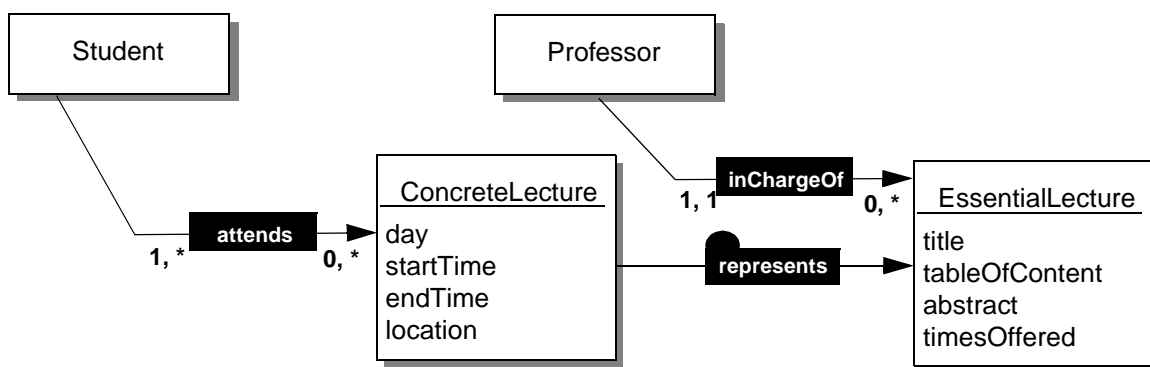 Student
Professor
ConcreteLecture
day
startTime
endTime
location
attends
1, *
0, *
inChargeOf
1, 1
0, *
represents
EssentialLecture
title
tableOfContent
abstract
timesOffered